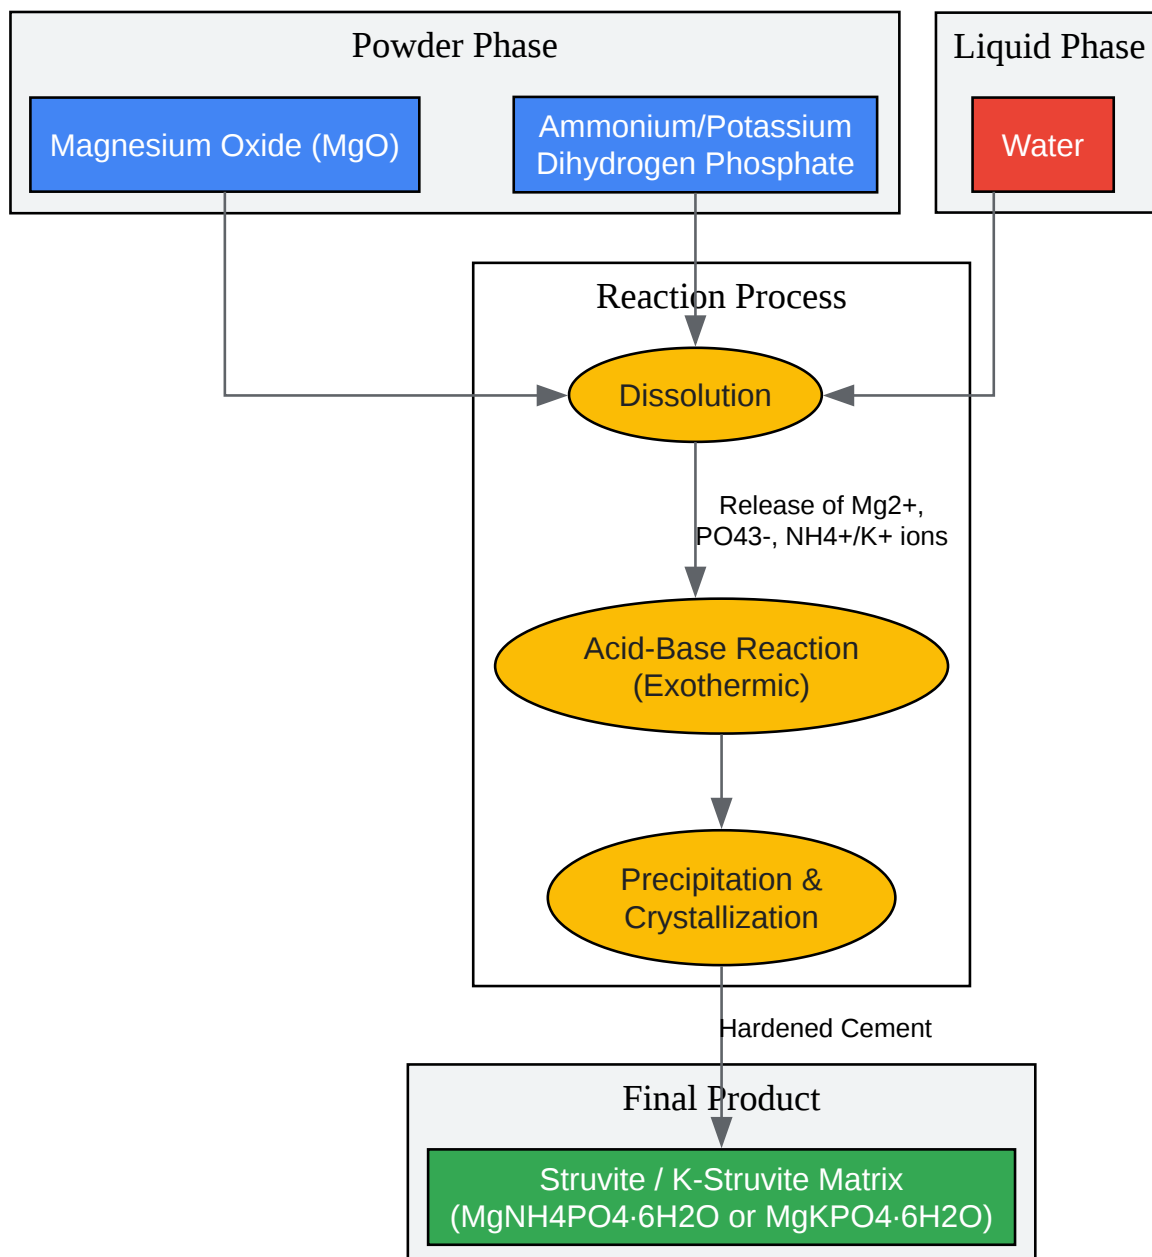 Powder Phase
Liquid Phase
Magnesium Oxide (MgO)
Ammonium/Potassium
Dihydrogen Phosphate
Water
Reaction Process
Dissolution
Release of Mg2+,
PO43-, NH4+/K+ ions
Acid-Base Reaction
(Exothermic)
Precipitation &
Crystallization
Hardened Cement
Final Product
Struvite / K-Struvite Matrix
(MgNH4PO4·6H2O or MgKPO4·6H2O)